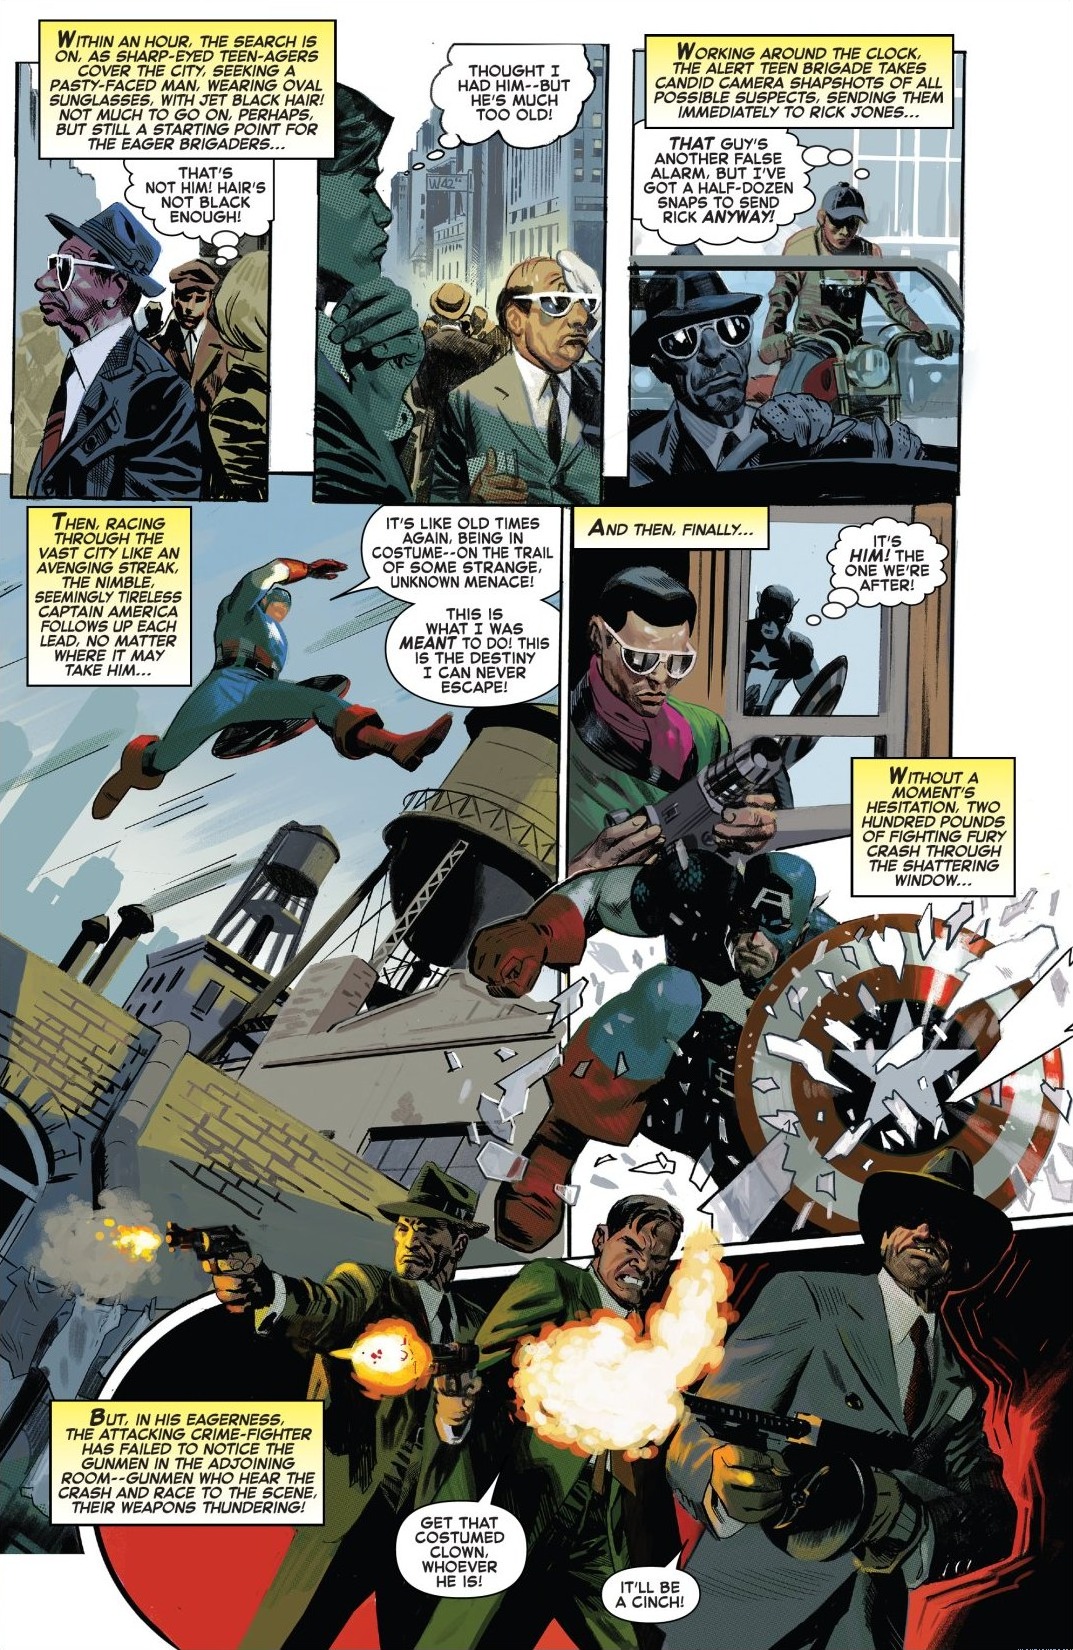 WITHIN AN HOUR, THE SEARCH IS
ON, AS SHARP-EYED TEEN-AGERS
COVER THE CITY, SEEKING A
PASTY-FACED MAN, WEARING OVAL
SUNGLASSES, WITH JET BLACK HAIR!
NOT MUCH TO GO ON, PERHAPS,
BUT STILL A STARTING POINT FOR
THE EAGER BRIGADERS...
THAT'S
NOT HIM! HAIR'S
NOT BLACK
ENOUGH!
THOUGHT I
HAD HIM--BUT
HE'S MUCH
TOO OLD!
W 42
WORKING AROUND THE CLOCK,
THE ALERT TEEN BRIGADE TAKES
CANDID CAMERA SHAPSHOTS OF ALL
POSSIBLE SUSPECTS, SENDING THEM
IMMEDIATELY TO RICK JONES...
THAT GUY'S
ANOTHER FALSE
ALARM, BUT I'VE
GOT A HALF-DOZEN
SNAPS TO SEND
RICK ANYWAY!
THEN, RACING
THROUGH THE
VAST CITY LIKE AN
AVENGING STREAK,
THE NIMBLE,
SEEMINGLY TIRELESS
CAPTAIN AMERICA
FOLLOWS UP EACH
LEAD, NO MATTER
WHERE IT MAY
TAKE HIM...
IT'S LIKE OLD TIMES
AGAIN, BEING IN
COSTUME--ON THE TRAIL
OF SOME STRANGE,
UNKNOWN MENACE!
THIS IS
WHAT I WAS
MEANT TO DO! THIS
IS THE DESTINY
I CAN NEVER
ESCAPE!
AND THEN, FINALLY...
IT'S
HIM! THE
ONE WE'RE
AFTER!
WITHOUT A
MOMENT'S
HESITATION, TWO
HUNDRED POUNDS
OF FIGHTING FURY
CRASH THROUGH
THE SHATTERING
WINDOW...
A
BUT, IN HIS EAGERNESS,
THE ATTACKING CRIME-FIGHTER
HAS FAILED TO NOTICE THE
GUNMEN IN THE ADJOINING
ROOM--GUNMEN WHO HEAR THE
CRASH AND RACE TO THE SCENE,
THEIR WEAPONS THUNDERING!
GET THAT
COSTUMED
CLOWN,
WHOEVER
HE IS!
IT'LL BE
A CINCH!